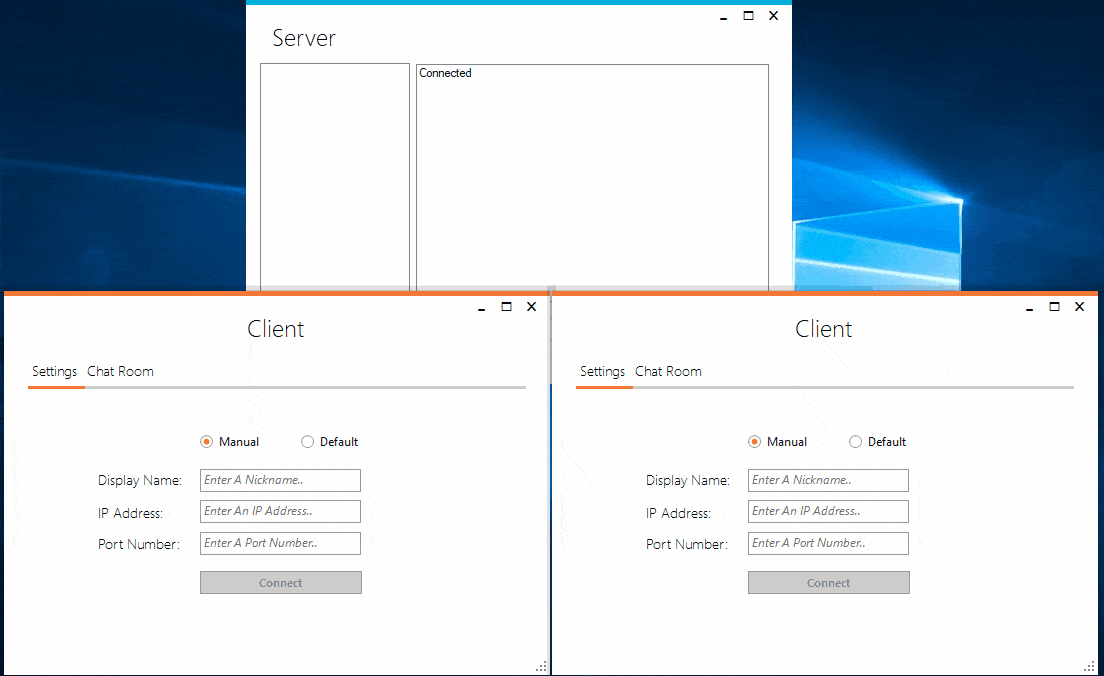 Server
Connected
Client
Settings Chat Room
Manual Default
Display Name: Enter A Nickname..
IP Address: Enter An IP Address..
Port Number: Enter A Port Number..
Connect
Client
Settings Chat Room
Manual Default
Display Name: Enter A Nickname..
IP Address: Enter An IP Address..
Port Number: Enter A Port Number..
Connect